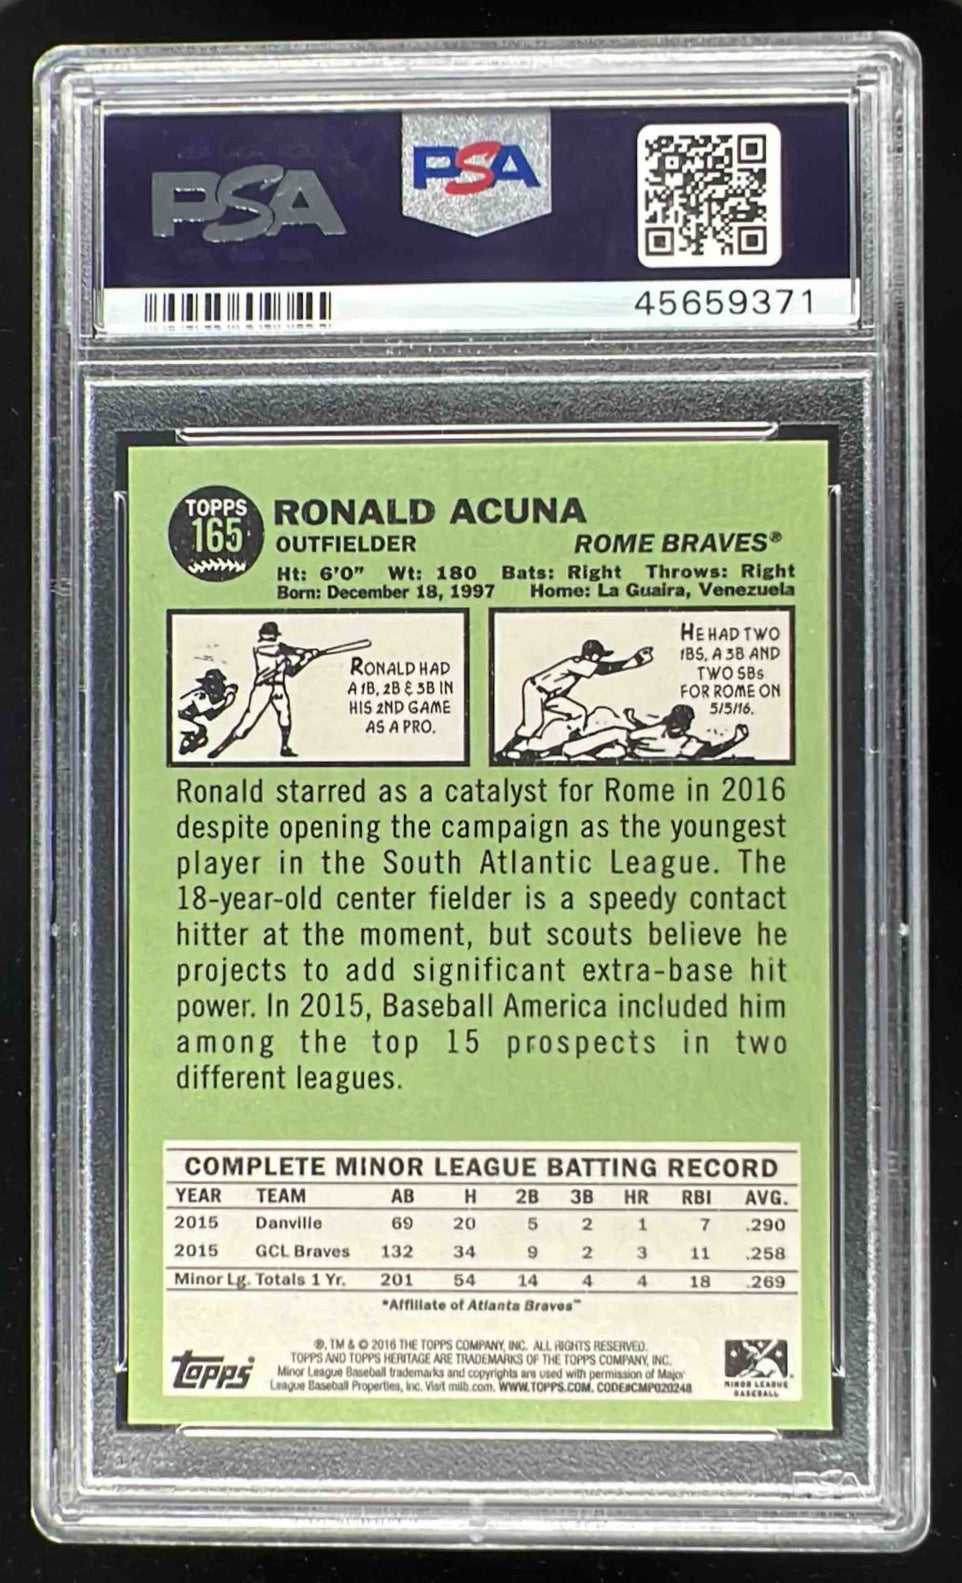 PSA
PSA
45659371
TOPPS
165
RONALD ACUNA
OUTFIELDER ROME BRAVES®
Ht: 6'0" Wt: 180 Bats: Right Throws: Right
Born: December 18, 1997 Home: La Guaira, Venezuela
RONALD HAD
A 1B, 2B & 3B IN
HIS 2ND GAME
AS A PRO.
HE HAD TWO
1BS, A 3B AND
TWO SBs
FOR ROME ON
5/5/16.
Ronald starred as a catalyst for Rome in 2016
despite opening the campaign as the youngest
player in the South Atlantic League. The
18-year-old center fielder is a speedy contact
hitter at the moment, but scouts believe he
projects to add significant extra-base hit
power. In 2015, Baseball America included him
among the top 15 prospects in two
different leagues.
COMPLETE MINOR LEAGUE BATTING RECORD
YEAR TEAM AB H 2B 3B HR RBI AVG.
2015 Danville 69 20 5 2 1 7 .290
2015 GCL Braves 132 34 9 2 3 11 .258
Minor Lg. Totals 1 Yr. 201 54 14 4 4 18 .269
*Affiliate of Atlanta Braves™
Topps
®, TM & © 2016 THE TOPPS COMPANY, INC. ALL RIGHTS RESERVED.
TOPPS AND TOPPS HERITAGE ARE TRADEMARKS OF THE TOPPS COMPANY, INC.
Minor League Baseball trademarks and copyrights are used with permission of Major
League Baseball Properties, Inc. Visit milb.com. WWW.TOPPS.COM. CODE#CMP020248
MINOR LEAGUE
BASEBALL
PSA